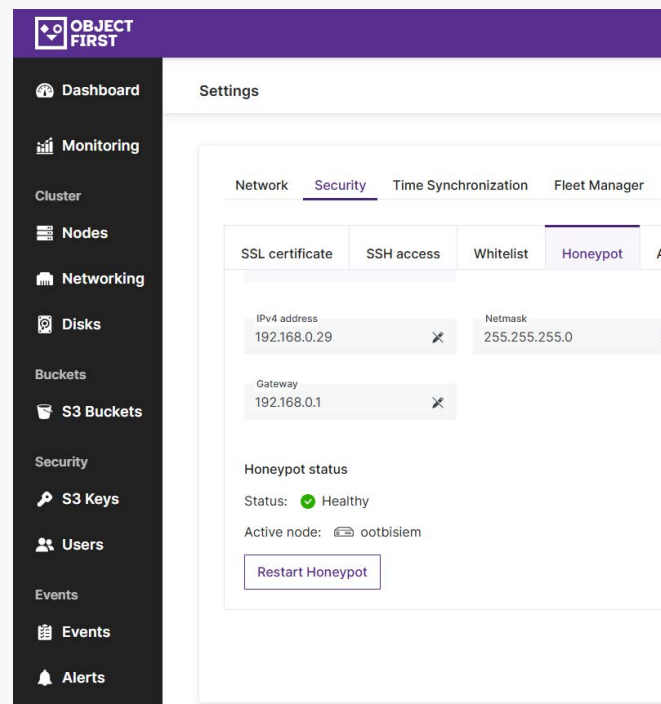 OBJECT
FIRST
Dashboard
Monitoring
Cluster
Nodes
Networking
Disks
Buckets
S3 Buckets
Security
S3 Keys
Users
Events
Events
Alerts
Settings
Network Security Time Synchronization Fleet Manager
SSL certificate SSH access Whitelist Honeypot A
IPv4 address Netmask
192.168.0.29 255.255.255.0
Gateway
192.168.0.1
Honeypot status
Status: Healthy
Active node: ootbisiem
Restart Honeypot